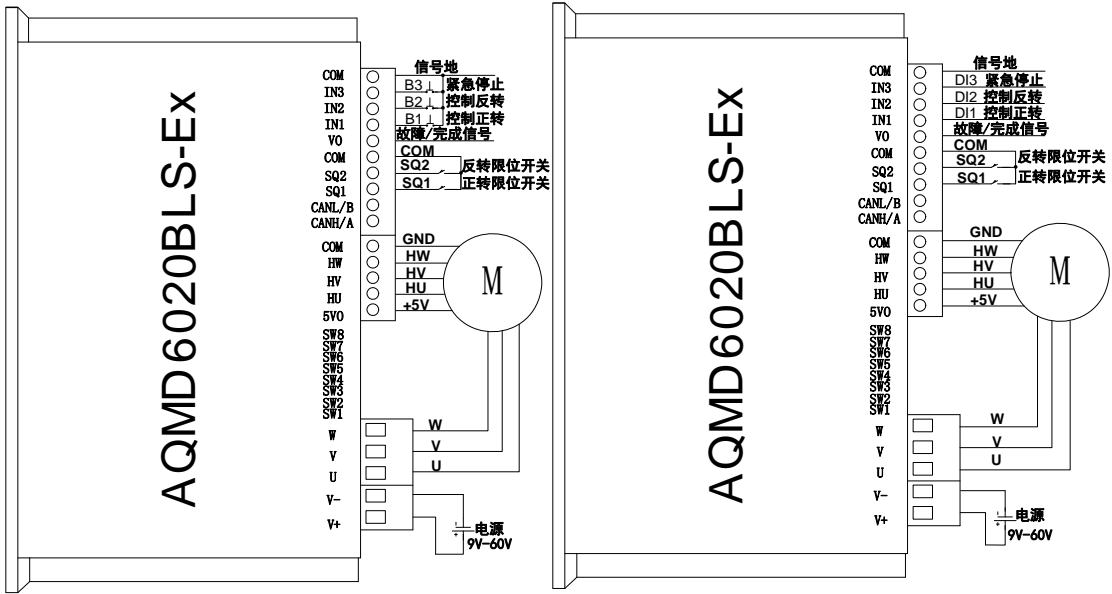 AQMD6020BLS-Ex
COM 信号地
IN3 B3 紧急停止
IN2 B2 控制反转
IN1 B1 控制正转
VO 故障/完成信号
COM COM
SQ2 SQ2 反转限位开关
SQ1 SQ1 正转限位开关
CANL/B
CANH/A
COM GND
HW HW
HV HV
HU HU
5VO +5V
M
SW8
SW7
SW6
SW5
SW4
SW3
SW2
SW1
W W
V V
U U
V-
V+
电源
9V-60V
AQMD6020BLS-Ex
COM 信号地
IN3 DI3 紧急停止
IN2 DI2 控制反转
IN1 DI1 控制正转
VO 故障/完成信号
COM COM
SQ2 SQ2 反转限位开关
SQ1 SQ1 正转限位开关
CANL/B
CANH/A
COM GND
HW HW
HV HV
HU HU
5VO +5V
M
SW8
SW7
SW6
SW5
SW4
SW3
SW2
SW1
W W
V V
U U
V-
V+
电源
9V-60V